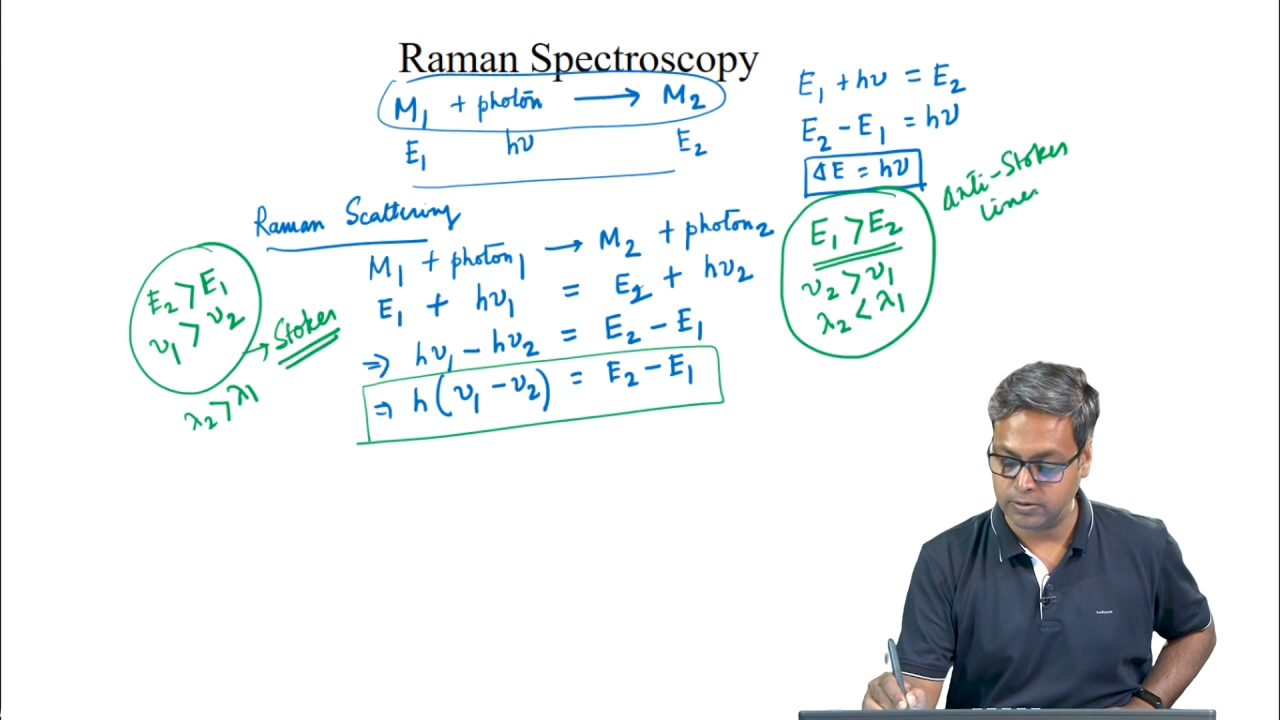 Raman Spectroscopy
M₁ + photon ⟶ M₂
E₁ hν E₂
E₁ + hν = E₂
E₂ - E₁ = hν
ΔE = hν
Raman Scattering
M₁ + photon₁ → M₂ + photon₂
E₁ + hν₁ = E₂ + hν₂
⇒ hν₁ - hν₂ = E₂ - E₁
⇒ h(ν₁ - ν₂) = E₂ - E₁
E₂ > E₁
ν₁ > ν₂
→ Stokes
λ₂ > λ₁
E₁ > E₂
ν₂ > ν₁
λ₂ < λ₁
Anti-Stokes
Lines